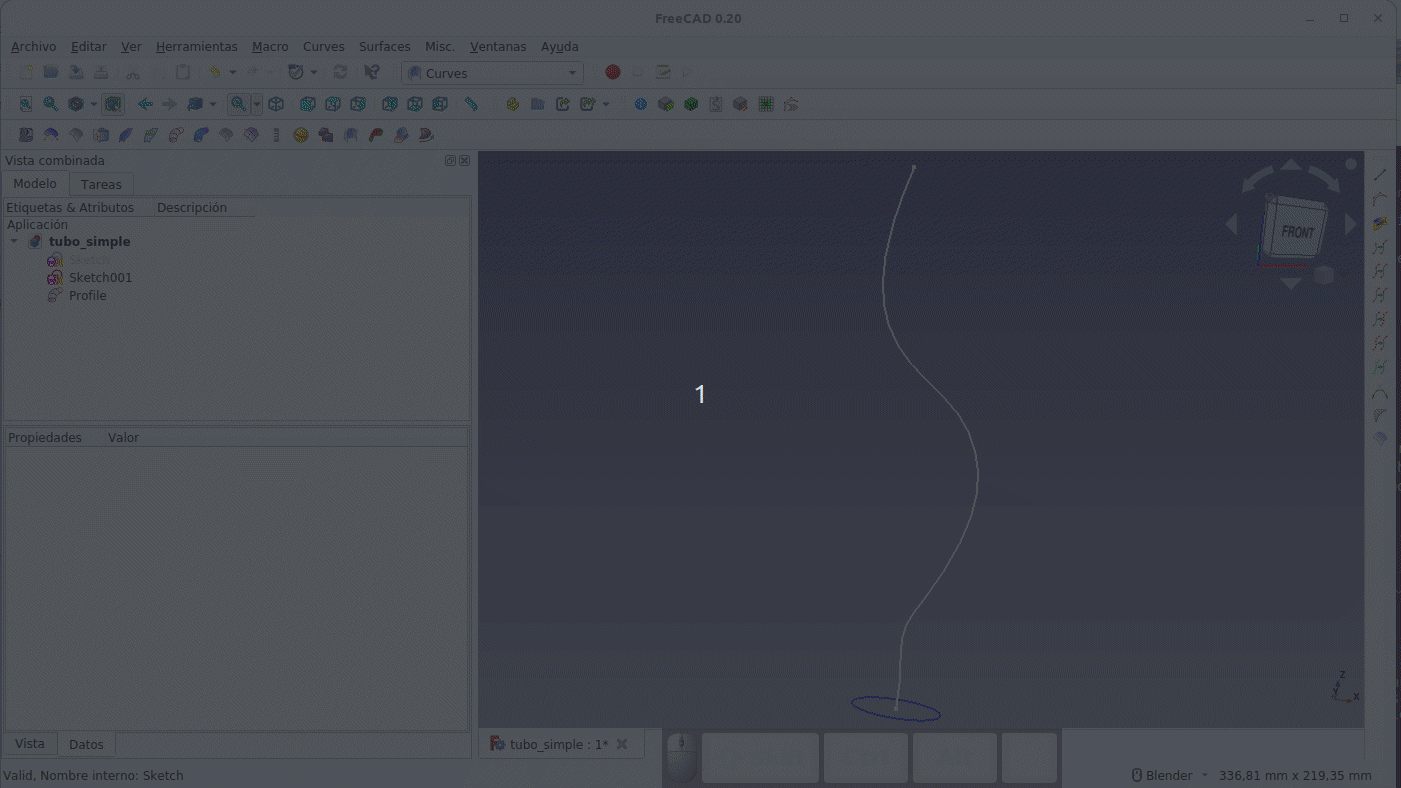 FreeCAD 0.20
Archivo Editar Ver Herramientas Macro Curves Surfaces Misc. Ventanas Ayuda
Curves
Vista combinada
Modelo Tareas
Etiquetas & Atributos Descripción
Aplicación
tubo_simple
Sketch
Sketch001
Profile
FRONT
1
Propiedades Valor
Z
Y
X
Vista Datos
tubo_simple : 1*
Valid, Nombre interno: Sketch
Blender 336,81 mm x 219,35 mm